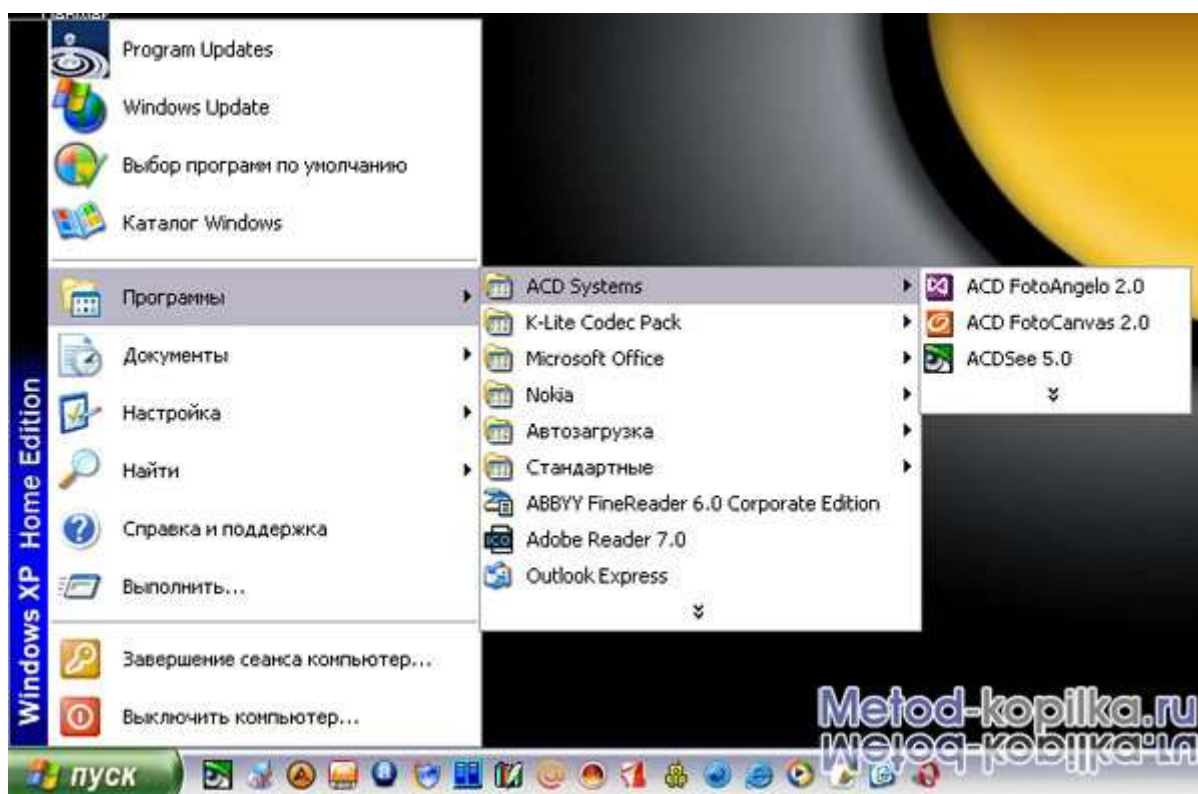 Program Updates
Windows Update
Выбор программ по умолчанию
Каталог Windows
Программы
Документы
Настройка
Найти
Справка и поддержка
Выполнить...
Завершение сеанса компьютер...
Выключить компьютер...
Windows XP Home Edition
ACD Systems
K-Lite Codec Pack
Microsoft Office
Nokia
Автозагрузка
Стандартные
ABBYY FineReader 6.0 Corporate Edition
Adobe Reader 7.0
Outlook Express
ACD FotoAngelo 2.0
ACD FotoCanvas 2.0
ACDSee 5.0
Metod-kopilka.ru
пуск